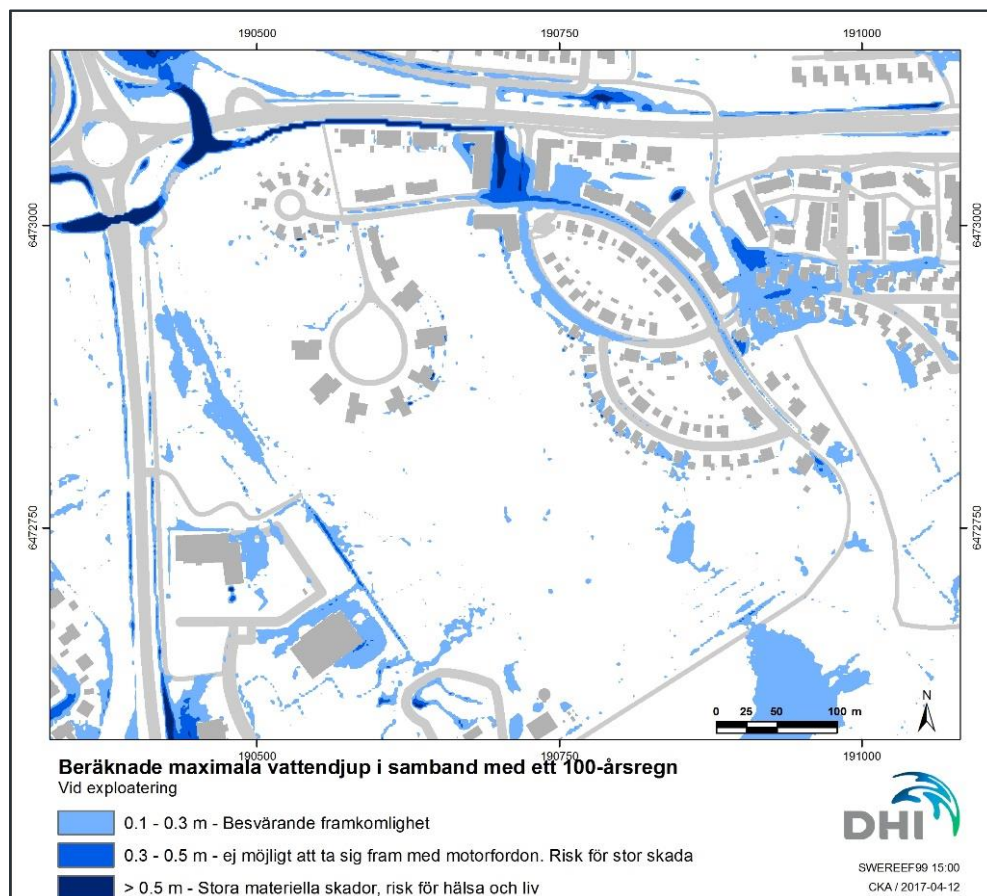 190500 190750 191000
6473000 6473000
6472750 6472750
N
0 25 50 100 m
190500 190750 191000
Beräknade maximala vattendjup i samband med ett 100-årsregn
Vid exploatering
0.1 - 0.3 m - Besvärande framkomlighet
0.3 - 0.5 m - ej möjligt att ta sig fram med motorfordon. Risk för stor skada
> 0.5 m - Stora materiella skador, risk för hälsa och liv
DHI
SWEREEF99 15:00
CKA / 2017-04-12